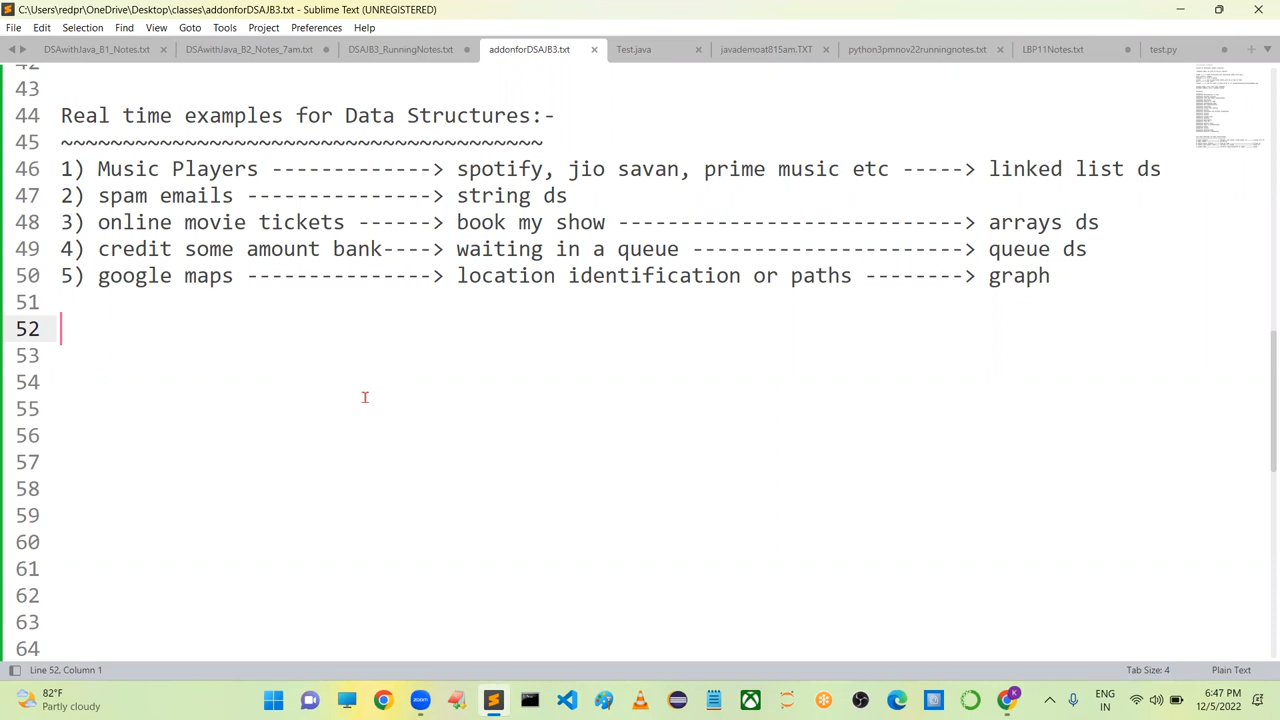 C:\Users\redpr\OneDrive\Desktop\classes\addonforDSAJB3.txt - Sublime Text (UNREGISTERED)
File Edit Selection Find View Goto Tools Project Preferences Help
DSAwithJava_B1_Notes.txt DSAwithJava_B2_Notes_7am.txt DSAJB3_RunningNotes.txt addonforDSAJB3.txt Test.java javademoat815am.TXT python3pmnov22runningnotes.txt LBP11Notes.txt test.py
42
43
44 Real time examples for Data Structures:-
45 ~~~~~~~~~~~~~~~~~~~~~~~~~~~~~~~~~~~~~~~
46 1) Music Players -------------> spotify, jio savan, prime music etc -----> linked list ds
47 2) spam emails ---------------> string ds
48 3) online movie tickets ------> book my show ----------------------------> arrays ds
49 4) credit some amount bank----> waiting in a queue ----------------------> queue ds
50 5) google maps ---------------> location identification or paths --------> graph
51
52
53
54
55
56
57
58
59
60
61
62
63
64
Line 52, Column 1 Tab Size: 4 Plain Text
82°F
Partly cloudy
ENG
IN
6:47 PM
12/5/2022